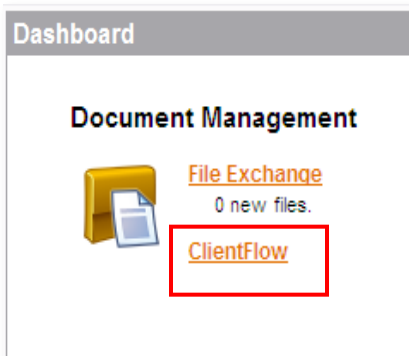 Dashboard
Document Management
File Exchange
0 new files.
ClientFlow